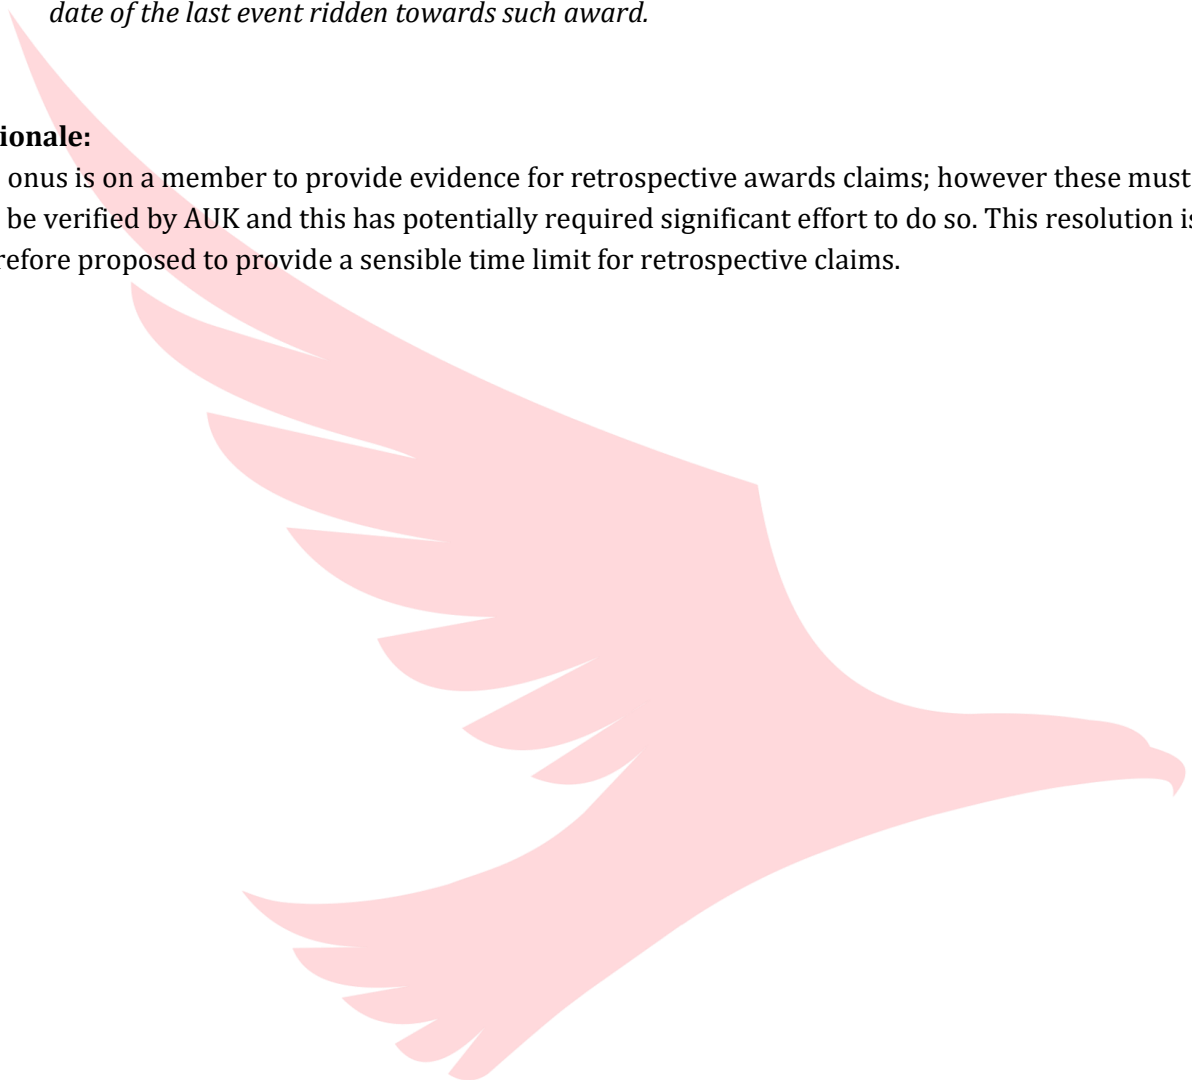 date of the last event ridden towards such award.
ionale:
onus is on a member to provide evidence for retrospective awards claims; however these must
be verified by AUK and this has potentially required significant effort to do so. This resolution is
refore proposed to provide a sensible time limit for retrospective claims.